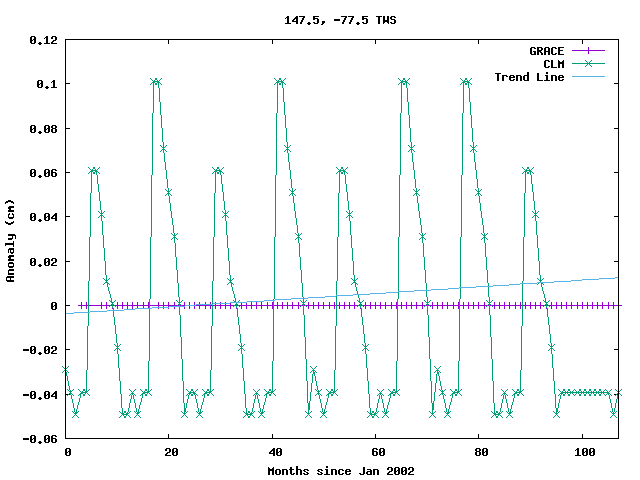 147.5, -77.5 TWS
GRACE
CLM
Trend Line
0.12
0.1
0.08
0.06
0.04
0.02
0
-0.02
-0.04
-0.06
Anomaly (cm)
0 20 40 60 80 100
Months since Jan 2002